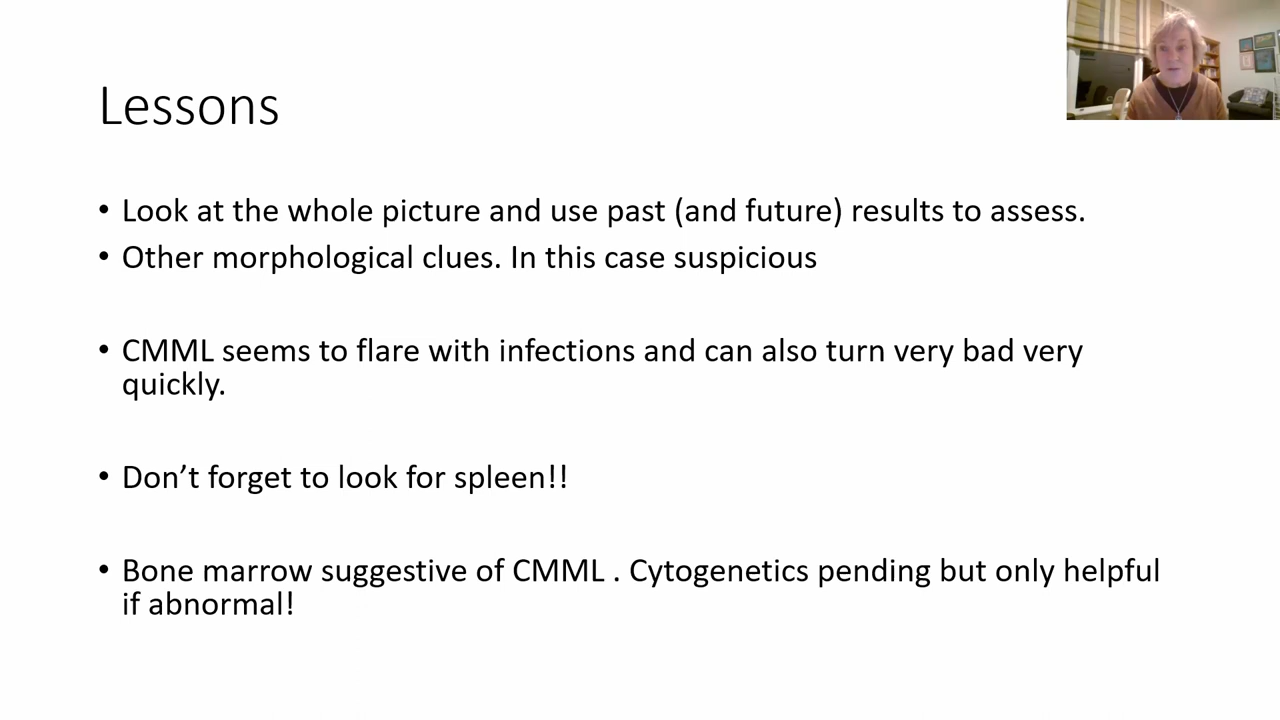 Lessons
• Look at the whole picture and use past (and future) results to assess.
• Other morphological clues. In this case suspicious
• CMML seems to flare with infections and can also turn very bad very
quickly.
• Don’t forget to look for spleen!!
• Bone marrow suggestive of CMML . Cytogenetics pending but only helpful
if abnormal!